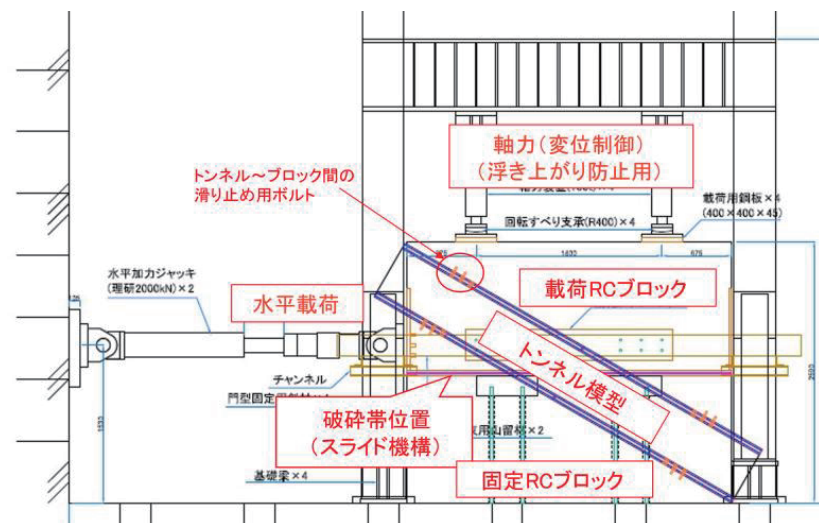 軸力(変位制御)
(浮き上がり防止用)
トンネル~ブロック間の
滑り止め用ボルト
載荷用鋼板×4
(400×400×45)
回転すべり支承(R400)×4
675
水平加力ジャッキ
(理研2000kN)×2
水平載荷
載荷RCブロック
トンネル模型
チャンネル
破砕帯位置
(スライド機構)
固定RCブロック
基礎梁×4